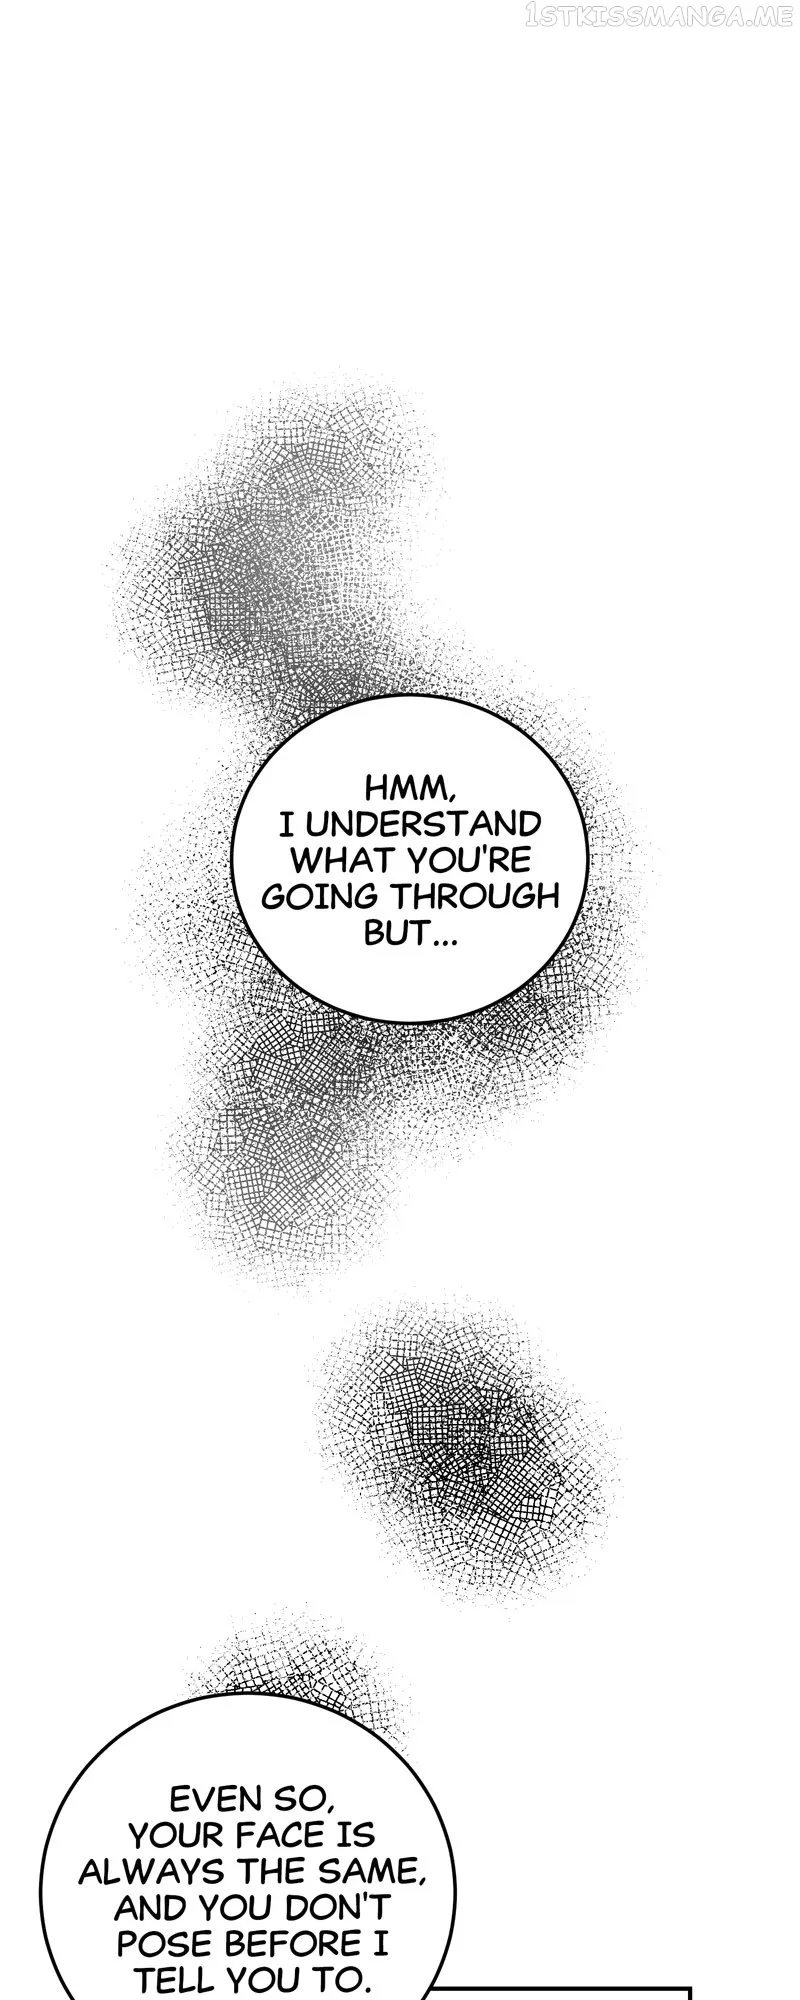 1STKISSMANGA.ME
HMM,
I UNDERSTAND
WHAT YOU'RE
GOING THROUGH
BUT...
EVEN SO,
YOUR FACE IS
ALWAYS THE SAME,
AND YOU DON'T
POSE BEFORE I
TELL YOU TO.